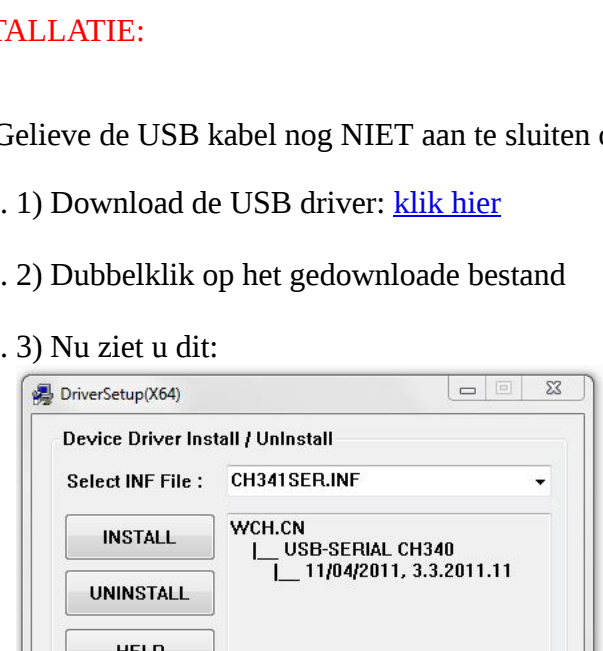 TALLATIE:
Gelieve de USB kabel nog NIET aan te sluiten
. 1) Download de USB driver: klik hier
. 2) Dubbelklik op het gedownloade bestand
. 3) Nu ziet u dit:
DriverSetup(X64)
Device Driver Install / UnInstall
Select INF File : CH341SER.INF
INSTALL
WCH.CN
|__ USB-SERIAL CH340
|__ 11/04/2011, 3.3.2011.11
UNINSTALL
HELP